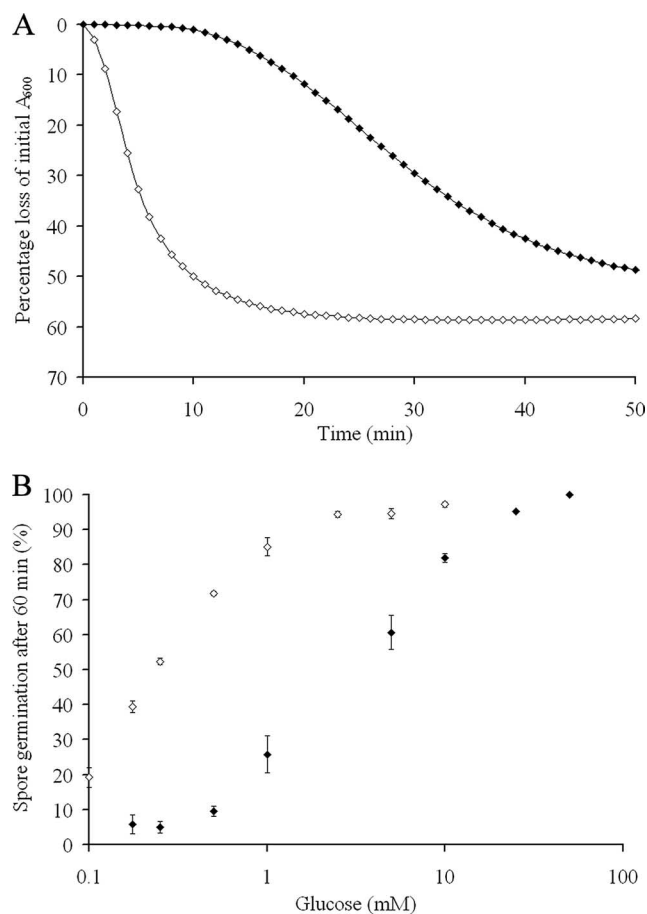 A
0
10
20
30
40
50
60
70
Percentage loss of initial A600
0 10 20 30 40 50
Time (min)
B
100
90
80
70
60
50
40
30
20
10
0
Spore germination after 60 min (%)
0.1 1 10 100
Glucose (mM)